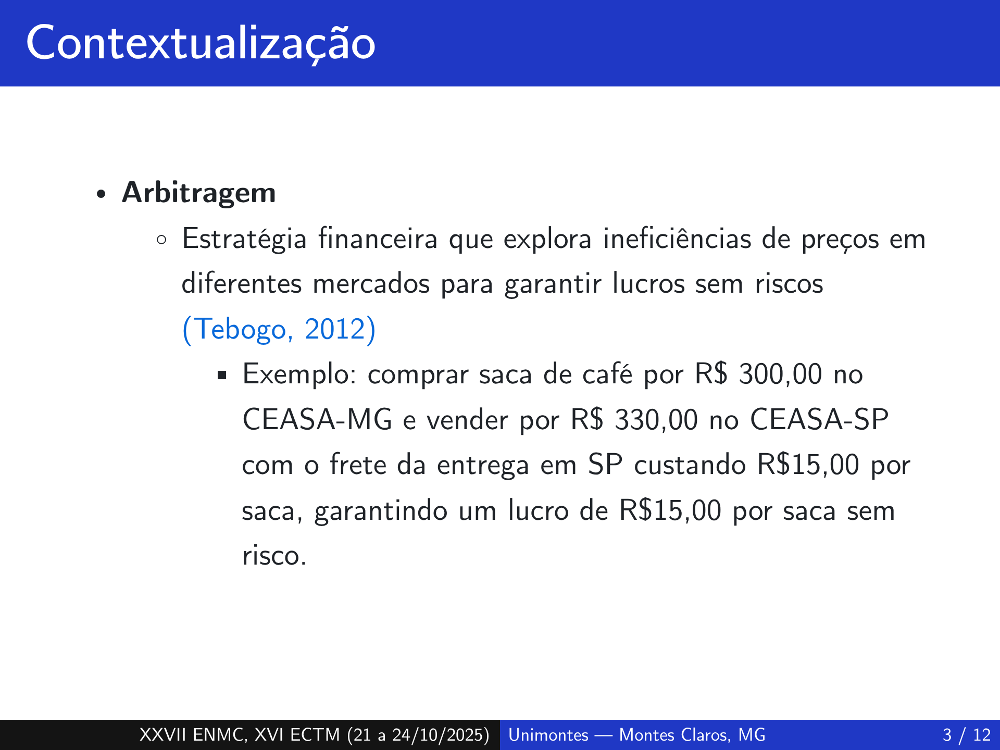 Contextualização
• Arbitragem
◦ Estratégia financeira que explora ineficiências de preços em
diferentes mercados para garantir lucros sem riscos
(Tebogo, 2012)
▪ Exemplo: comprar saca de café por R$ 300,00 no
CEASA-MG e vender por R$ 330,00 no CEASA-SP
com o frete da entrega em SP custando R$15,00 por
saca, garantindo um lucro de R$15,00 por saca sem
risco.
XXVII ENMC, XVI ECTM (21 a 24/10/2025) Unimontes — Montes Claros, MG 3 / 12